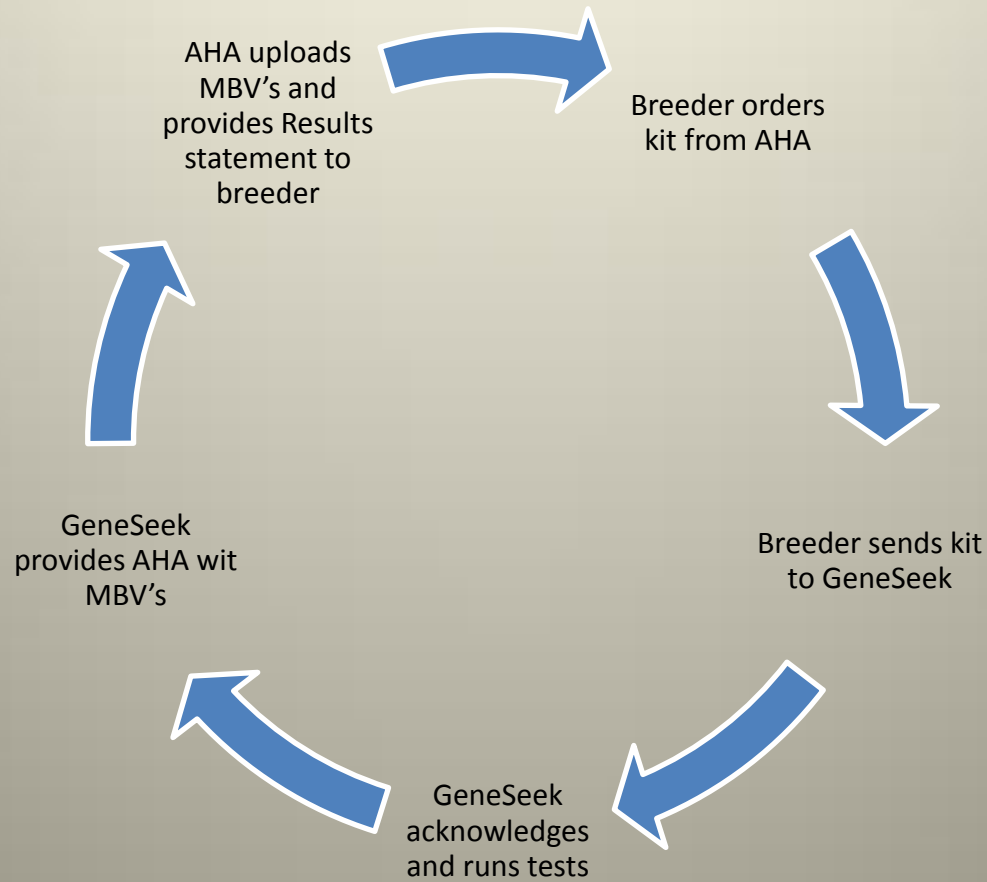 AHA uploads
MBV’s and
provides Results
statement to
breeder
Breeder orders
kit from AHA
Breeder sends kit
to GeneSeek
GeneSeek
acknowledges
and runs tests
GeneSeek
provides AHA wit
MBV’s